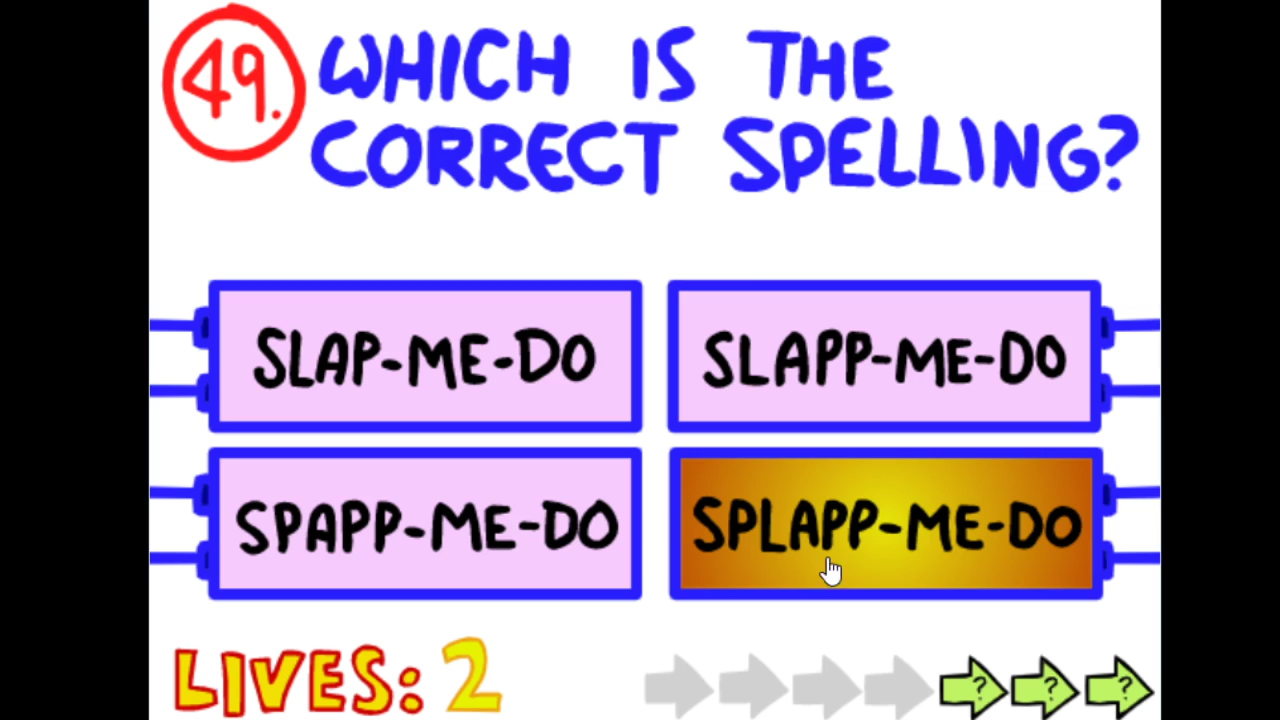 49. WHICH IS THE
CORRECT SPELLING?
SLAP-ME-DO
SLAPP-ME-DO
SPAPP-ME-DO
SPLAPP-ME-DO
LIVES: 2
? ? ?